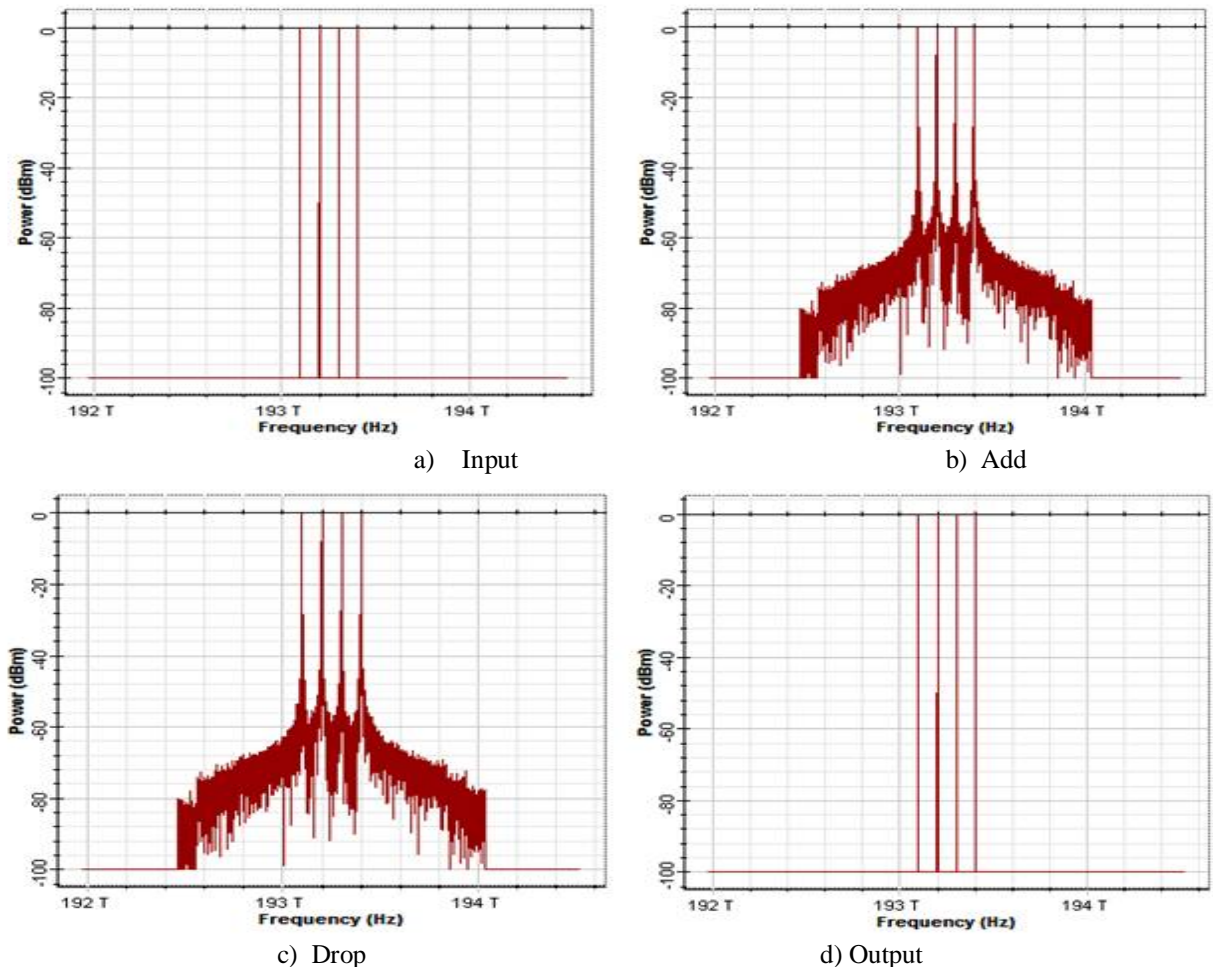 Power (dBm)
0
-20
-40
-60
-80
-100
192 T
193 T
194 T
Frequency (Hz)
a) Input
Power (dBm)
0
-20
-40
-60
-80
-100
192 T
193 T
194 T
Frequency (Hz)
b) Add
Power (dBm)
0
-20
-40
-60
-80
-100
192 T
193 T
194 T
Frequency (Hz)
c) Drop
Power (dBm)
0
-20
-40
-60
-80
-100
192 T
193 T
194 T
Frequency (Hz)
d) Output